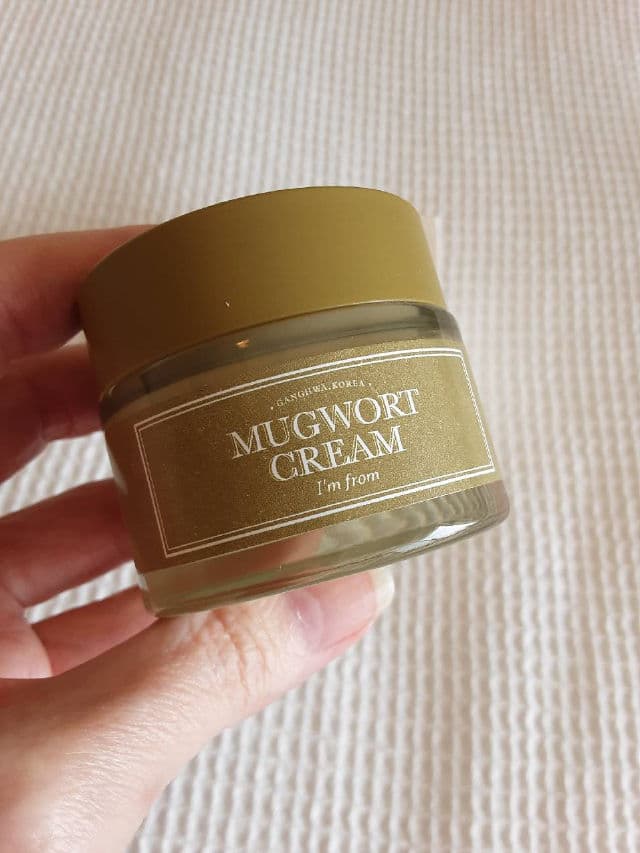 · GANGHWA.KOREA ·
MUGWORT
CREAM
I'm from